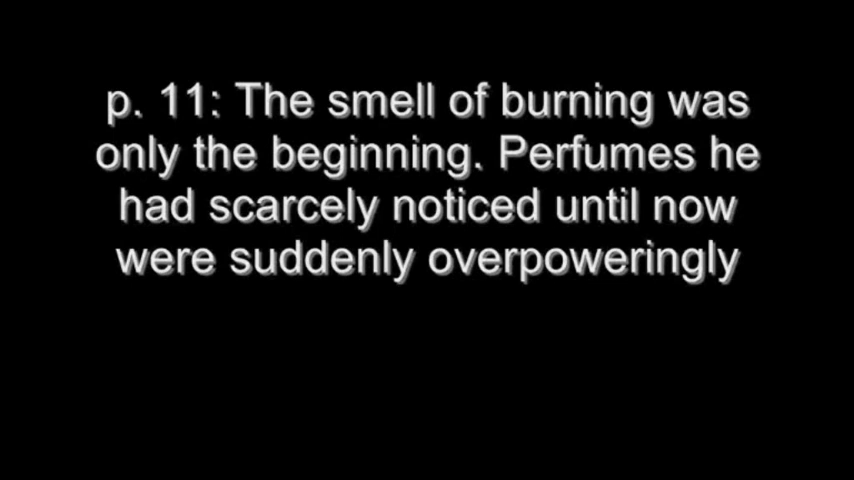 p. 11: The smell of burning was
only the beginning. Perfumes he
had scarcely noticed until now
were suddenly overpoweringly